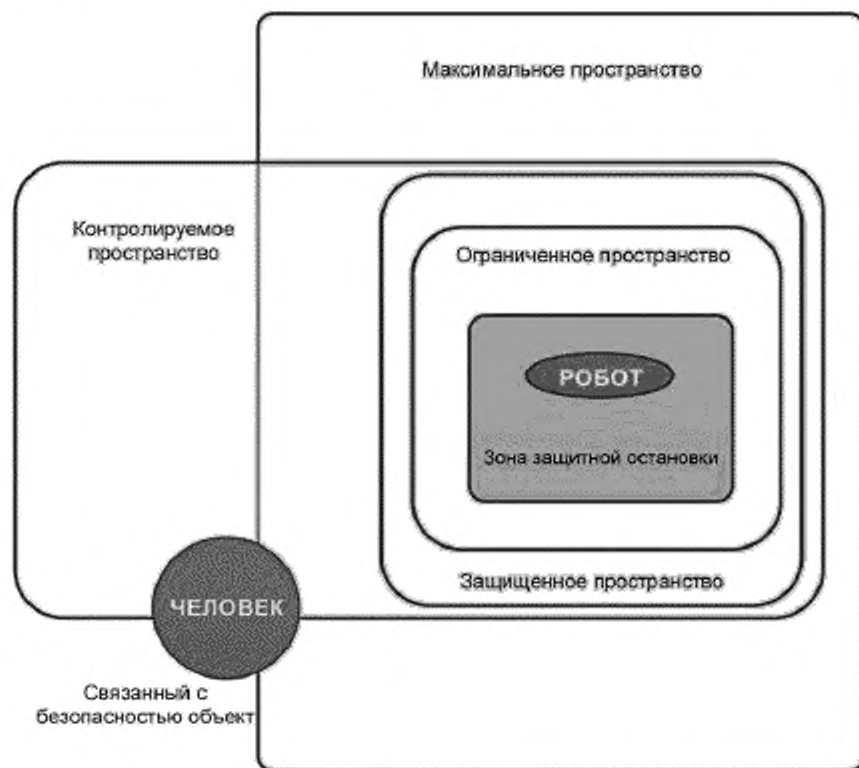 Максимальное пространство
Контролируемое
пространство
Ограниченное пространство
РОБОТ
Зона защитной остановки
Защищенное пространство
ЧЕЛОВЕК
Связанный с
безопасностью объект